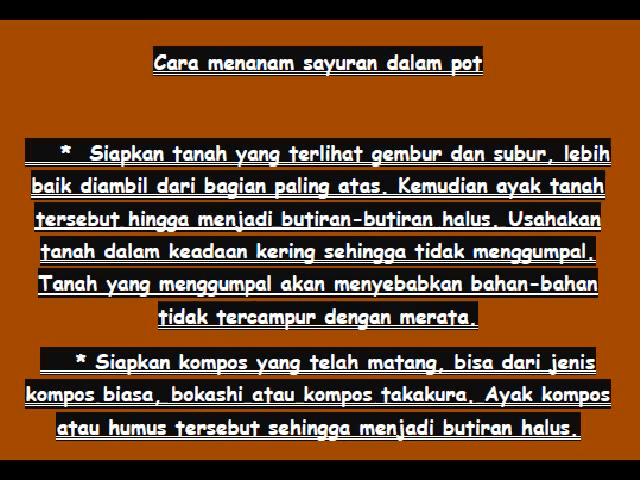 Cara menanam sayuran dalam pot
* Siapkan tanah yang terlihat gembur dan subur, lebih
baik diambil dari bagian paling atas. Kemudian ayak tanah
tersebut hingga menjadi butiran-butiran halus. Usahakan
tanah dalam keadaan kering sehingga tidak menggumpal.
Tanah yang menggumpal akan menyebabkan bahan-bahan
tidak tercampur dengan merata.
* Siapkan kompos yang telah matang, bisa dari jenis
kompos biasa, bokashi atau kompos takakura. Ayak kompos
atau humus tersebut sehingga menjadi butiran halus.